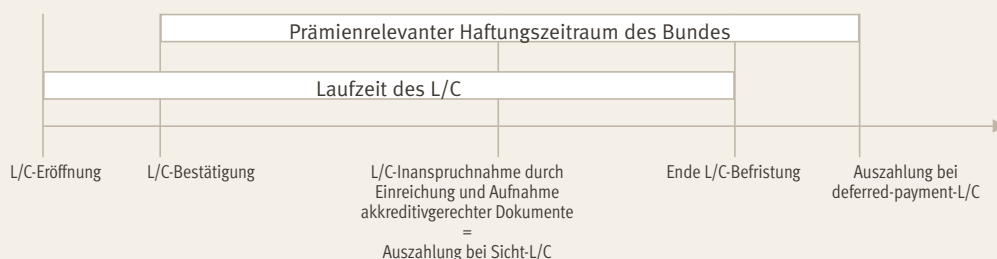 Prämienrelevanter Haftungszeitraum des Bundes
Laufzeit des L/C
L/C-Eröffnung
L/C-Bestätigung
L/C-Inanspruchnahme durch
Einreichung und Aufnahme
akkreditivgerechter Dokumente
=
Auszahlung bei Sicht-L/C
Ende L/C-Befristung
Auszahlung bei
deferred-payment-L/C